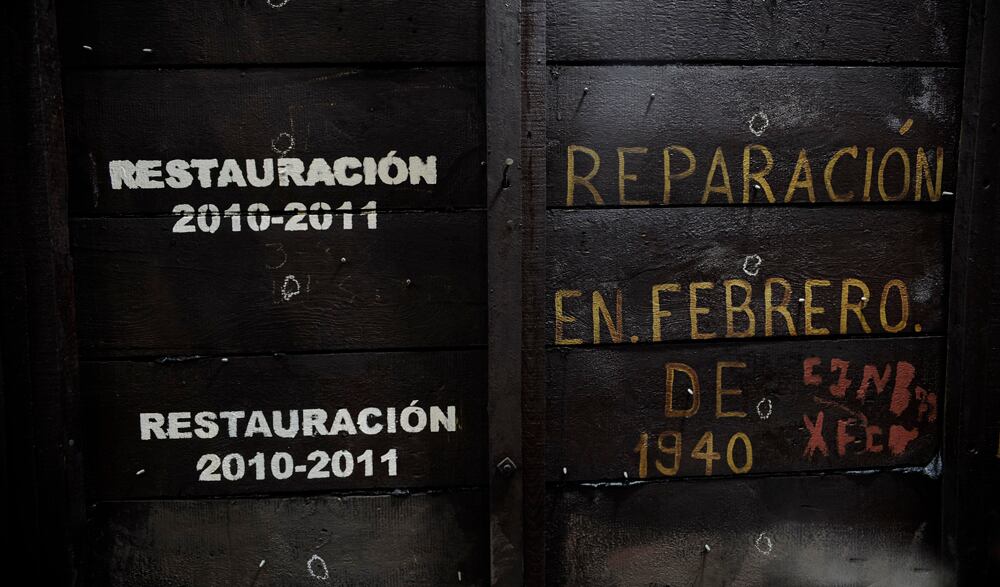 RESTAURACIÓN
2010-2011
RESTAURACIÓN
2010-2011
REPARACIÓN
EN. FEBRERO.
DE
1940